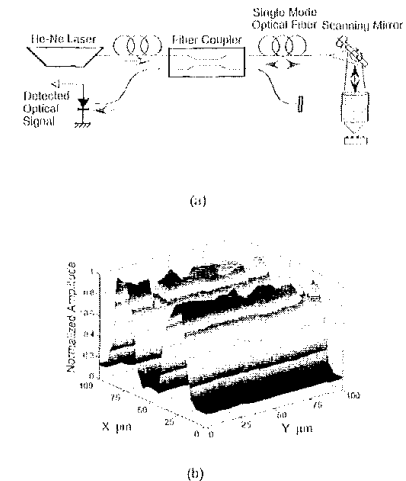 (a)
He-Ne Laser
Fiber Coupler
Single Mode
Optical Fiber
Scanning Mirror
Detected
Optical
Signal
(a)
Normalized Amplitude
1
0.8
0.6
0.4
0.2
0
100
75
50
25
0
0
25
50
75
100
X µm
Y µm
(b)